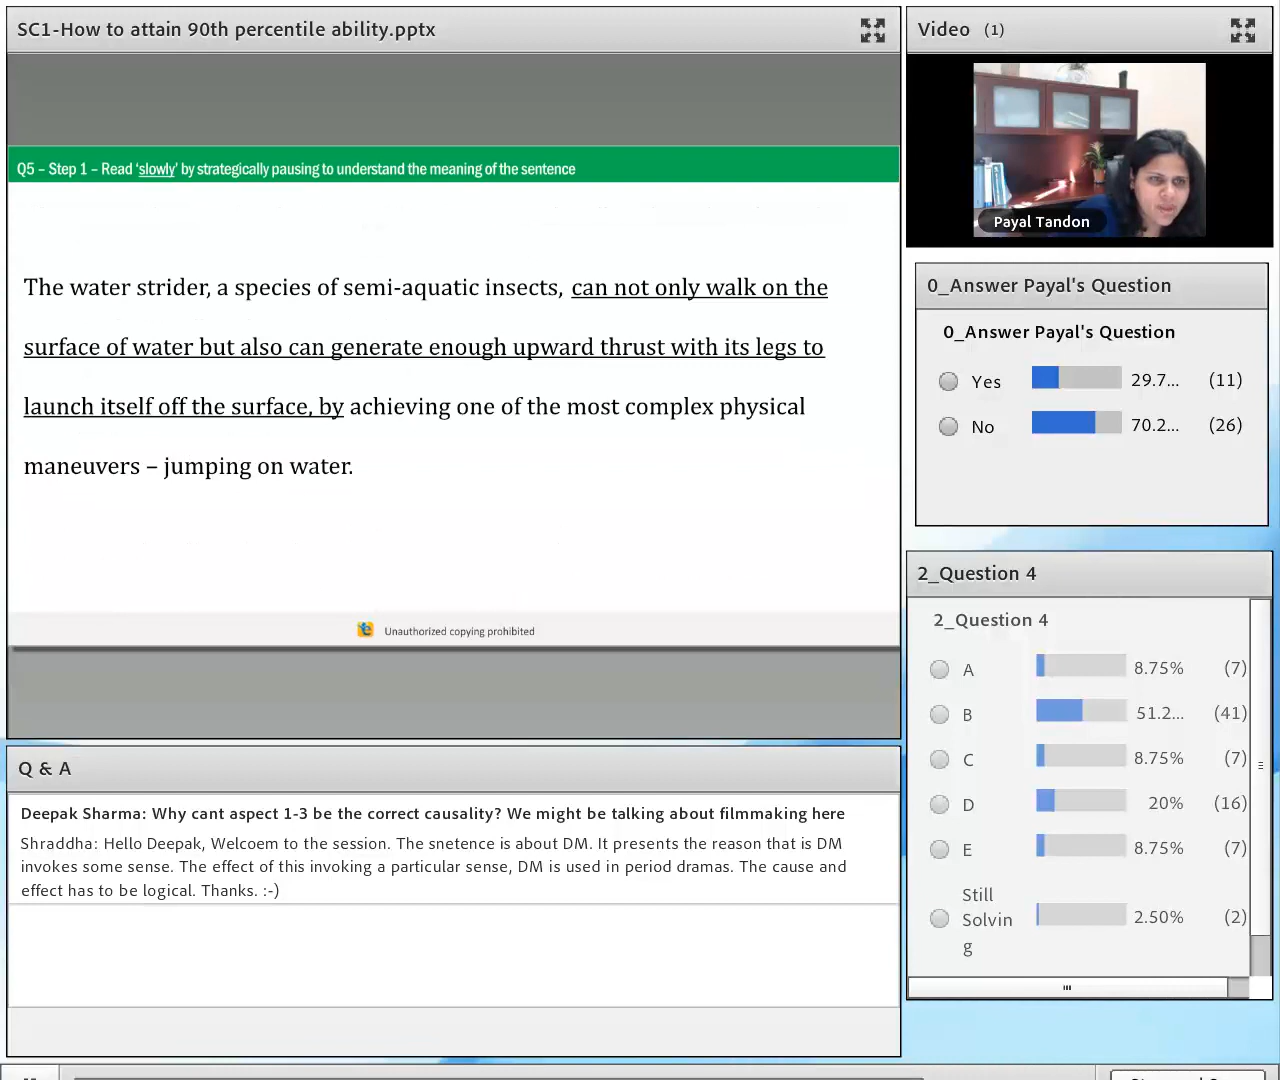 SC1-How to attain 90th percentile ability.pptx
Q5 – Step 1 – Read ‘slowly’ by strategically pausing to understand the meaning of the sentence
The water strider, a species of semi-aquatic insects, can not only walk on the
surface of water but also can generate enough upward thrust with its legs to
launch itself off the surface, by achieving one of the most complex physical
maneuvers – jumping on water.
Unauthorized copying prohibited
Video (1)
Payal Tandon
0_Answer Payal's Question
0_Answer Payal's Question
Yes 29.7... (11)
No 70.2... (26)
2_Question 4
2_Question 4
A 8.75% (7)
B 51.2... (41)
C 8.75% (7)
D 20% (16)
E 8.75% (7)
Still
Solvin
g 2.50% (2)
Q & A
Deepak Sharma: Why cant aspect 1-3 be the correct causality? We might be talking about filmmaking here
Shraddha: Hello Deepak, Welcoem to the session. The snetence is about DM. It presents the reason that is DM
invokes some sense. The effect of this invoking a particular sense, DM is used in period dramas. The cause and
effect has to be logical. Thanks. :-)